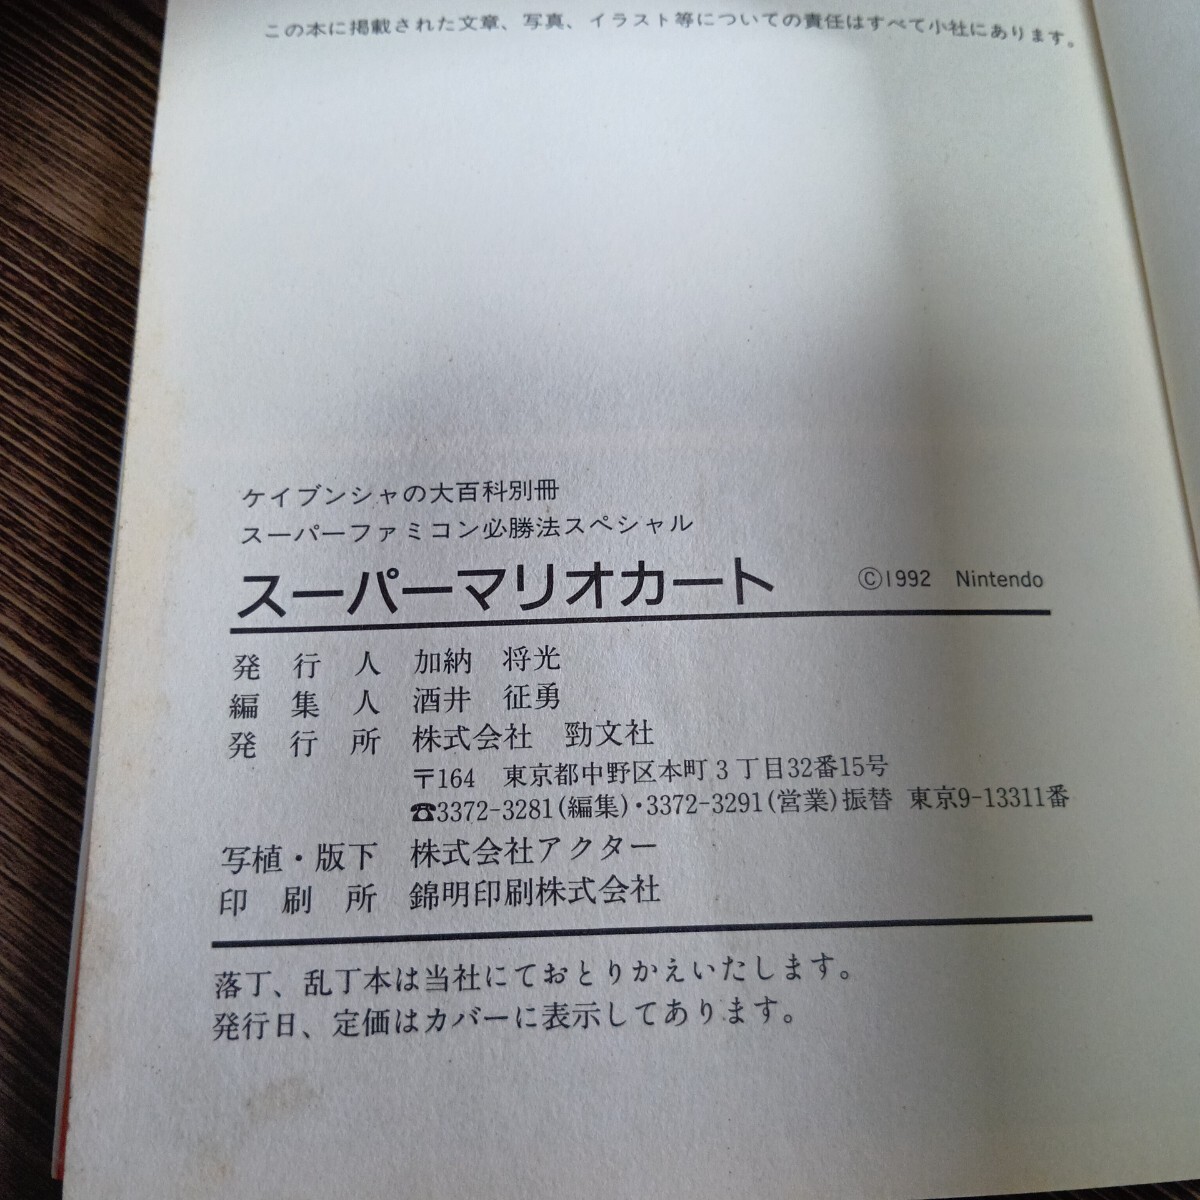 この本に掲載された文章、写真、イラスト等についての責任はすべて小社にあります。
ケイブンシャの大百科別冊
スーパーファミコン必勝法スペシャル
スーパーマリオカート ©1992 Nintendo
発行人 加納 将光
編集人 酒井 征勇
発行所 株式会社 勁文社
〒164 東京都中野区本町3丁目32番15号
☎3372-3281(編集)・3372-3291(営業)振替 東京9-13311番
写植・版下 株式会社アクター
印刷所 錦明印刷株式会社
落丁、乱丁本は当社にておとりかえいたします。
発行日、定価はカバーに表示してあります。